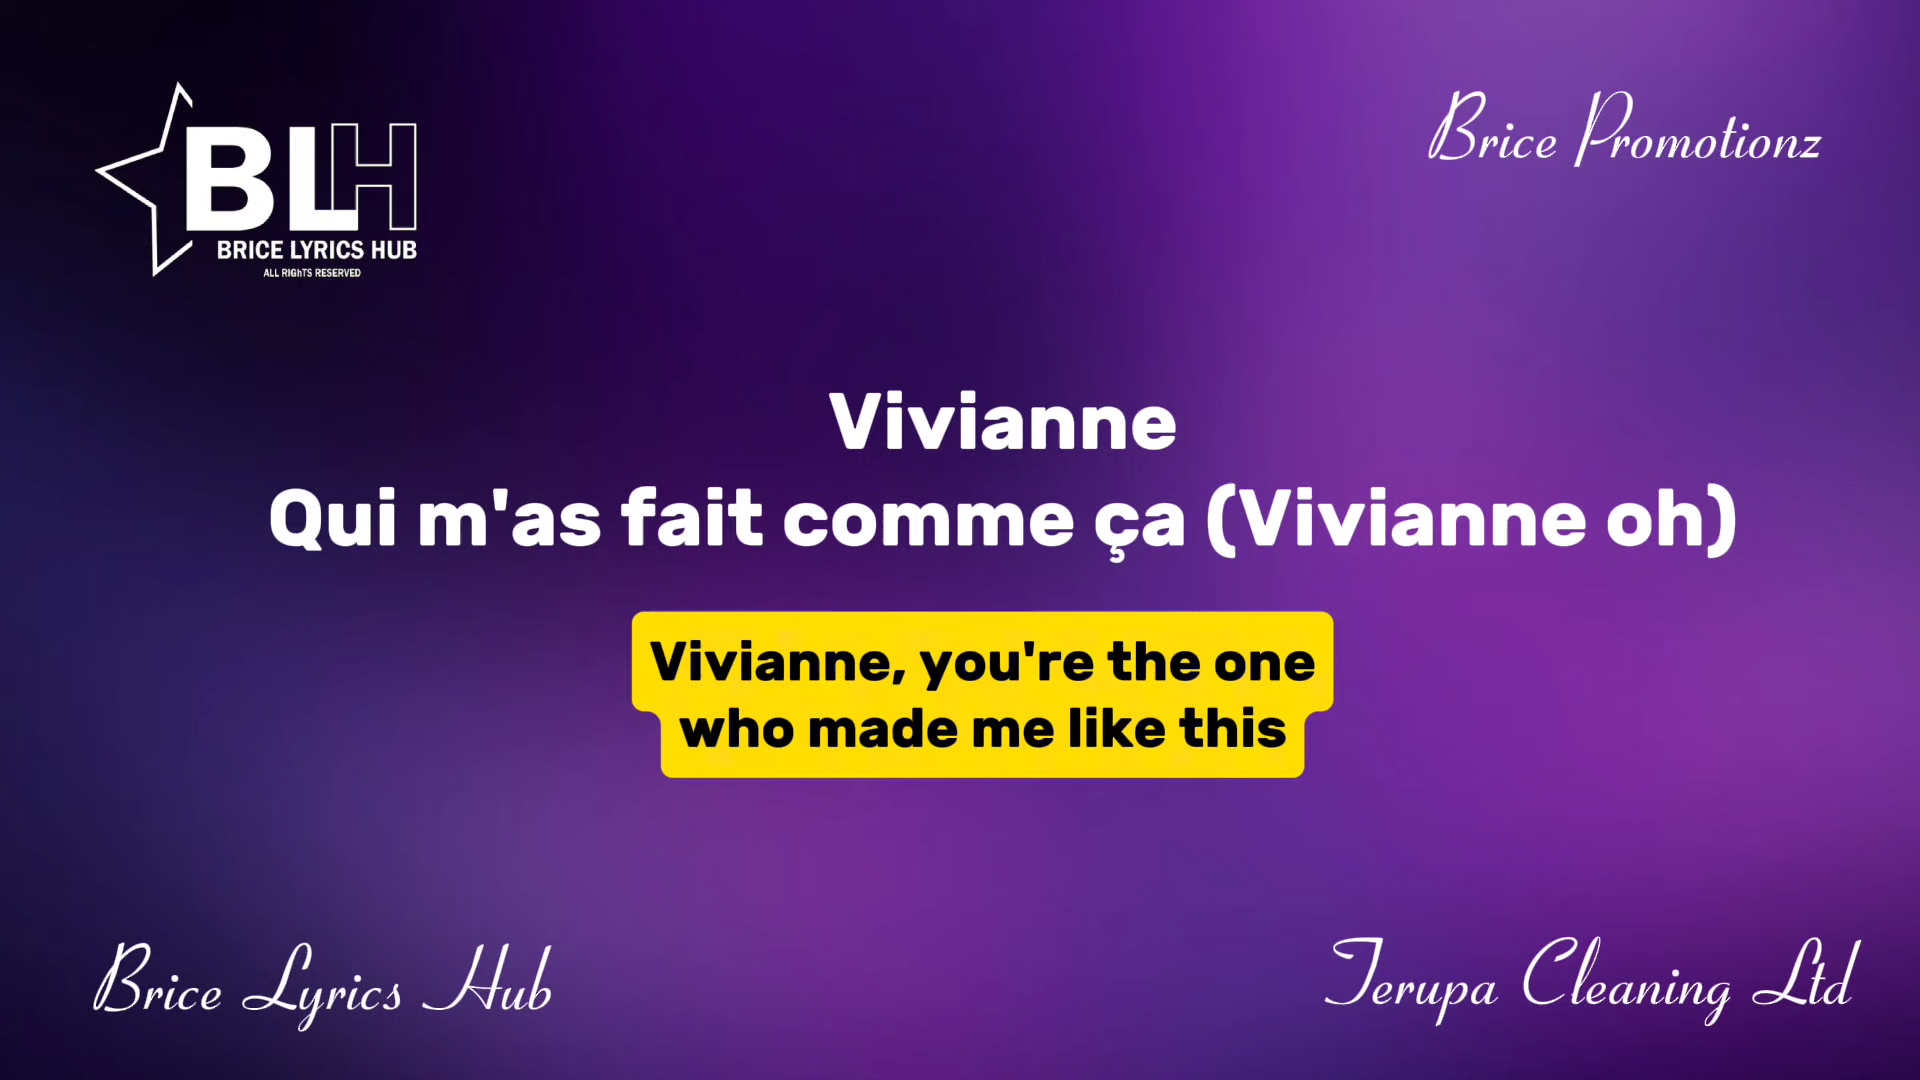 BLH
BRICE LYRICS HUB
ALL RIGhTS RESERVED
Brice Promotionz
Vivianne
Qui m'as fait comme ça (Vivianne oh)
Vivianne, you're the one
who made me like this
Brice Lyrics Hub
Terupa Cleaning Ltd